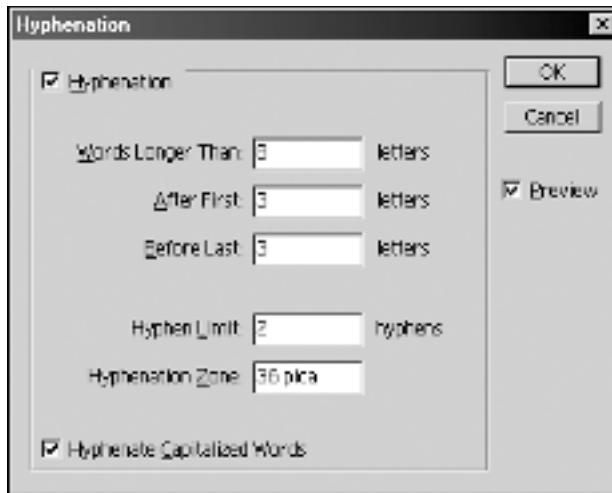 Hyphenation
Hyphenation
OK
Cancel
Words Longer Than: 3 letters
After First: 3 letters
Preview
Before Last: 3 letters
Hyphen Limit: 2 hyphens
Hyphenation Zone: 36 pica
Hyphenate Capitalized Words